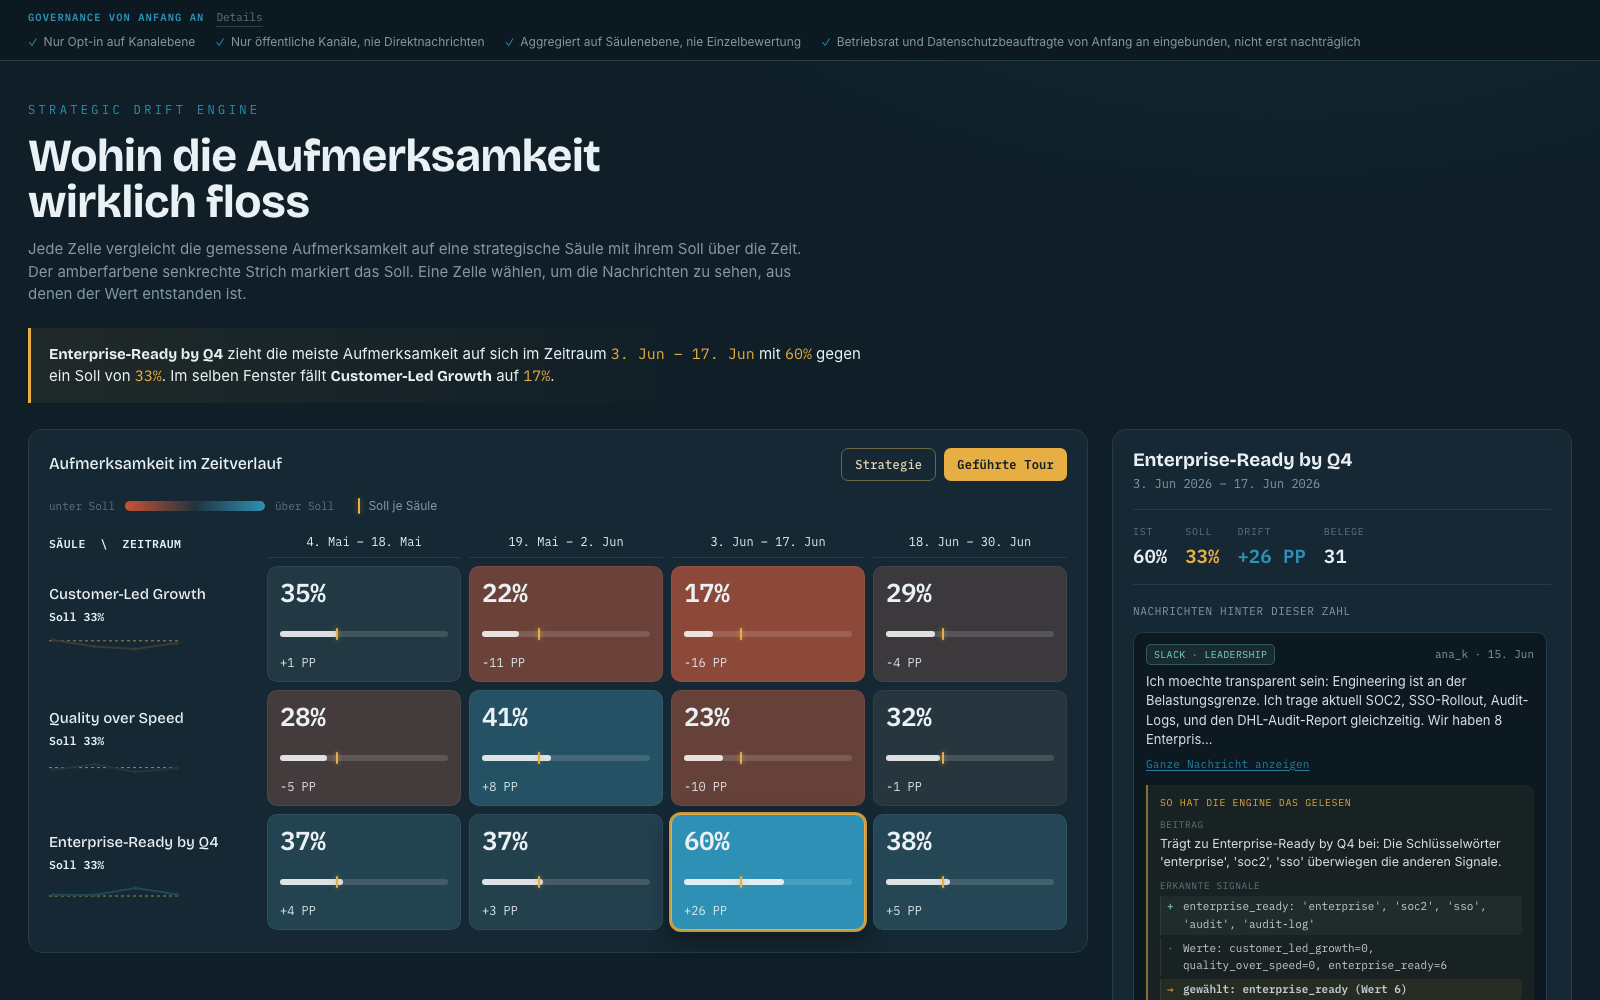 GOVERNANCE VON ANFANG AN Details
✓ Nur Opt-in auf Kanalebene ✓ Nur öffentliche Kanäle, nie Direktnachrichten ✓ Aggregiert auf Säulenebene, nie Einzelbewertung ✓ Betriebsrat und Datenschutzbeauftragte von Anfang an eingebunden, nicht erst nachträglich
STRATEGIC DRIFT ENGINE
Wohin die Aufmerksamkeit
wirklich floss
Jede Zelle vergleicht die gemessene Aufmerksamkeit auf eine strategische Säule mit ihrem Soll über die Zeit.
Der amberfarbene senkrechte Strich markiert das Soll. Eine Zelle wählen, um die Nachrichten zu sehen, aus
denen der Wert entstanden ist.
Enterprise-Ready by Q4 zieht die meiste Aufmerksamkeit auf sich im Zeitraum 3. Jun – 17. Jun mit 60% gegen
ein Soll von 33%. Im selben Fenster fällt Customer-Led Growth auf 17%.
Aufmerksamkeit im Zeitverlauf
Strategie
Geführte Tour
unter Soll über Soll Soll je Säule
SÄULE \ ZEITRAUM 4. Mai – 18. Mai 19. Mai – 2. Jun 3. Jun – 17. Jun 18. Jun – 30. Jun
Customer-Led Growth
Soll 33%
35% 22% 17% 29%
+1 PP -11 PP -16 PP -4 PP
Quality over Speed
Soll 33%
28% 41% 23% 32%
-5 PP +8 PP -10 PP -1 PP
Enterprise-Ready by Q4
Soll 33%
37% 37% 60% 38%
+4 PP +3 PP +26 PP +5 PP
Enterprise-Ready by Q4
3. Jun 2026 – 17. Jun 2026
IST SOLL DRIFT BELEGE
60% 33% +26 PP 31
NACHRICHTEN HINTER DIESER ZAHL
SLACK · LEADERSHIP ana_k · 15. Jun
Ich moechte transparent sein: Engineering ist an der
Belastungsgrenze. Ich trage aktuell SOC2, SSO-Rollout, Audit-
Logs, und den DHL-Audit-Report gleichzeitig. Wir haben 8
Enterpris...
Ganze Nachricht anzeigen
SO HAT DIE ENGINE DAS GELESEN
BEITRAG
Trägt zu Enterprise-Ready by Q4 bei: Die Schlüsselwörter
'enterprise', 'soc2', 'sso' überwiegen die anderen Signale.
ERKANNTE SIGNALE
+ enterprise_ready: 'enterprise', 'soc2', 'sso',
'audit', 'audit-log'
· Werte: customer_led_growth=0,
quality_over_speed=0, enterprise_ready=6
→ gewählt: enterprise_ready (Wert 6)